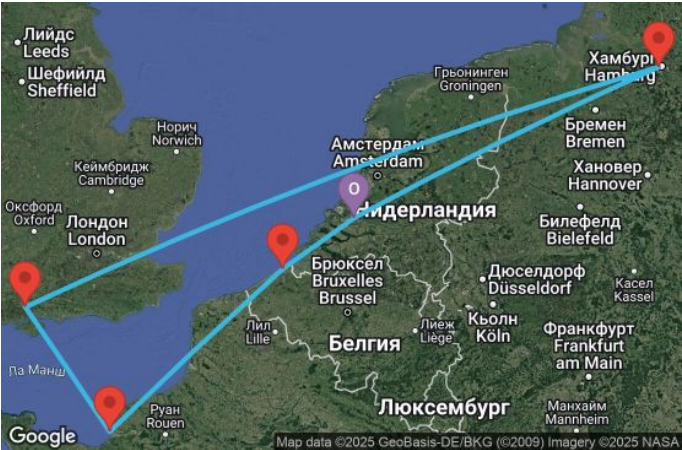 Лийдс
Leeds
Шефийлд
Sheffield
Норич
Norwich
Кеймбридж
Cambridge
Оксфорд
Oxford
Лондон
London
Грьонинген
Groningen
Хамбург
Hamburg
Бремен
Bremen
Амстердам
Amsterdam
Хановер
Hannover
O
Нидерландия
Билефелд
Bielefeld
Брюксел
Bruxelles
Brussel
Дюселдорф
Düsseldorf
Касел
Kassel
Лил
Lille
Лиеж
Liège
Кьолн
Köln
Белгия
Франкфурт
Frankfurt
am Main
Ла Манш
Руан
Rouen
Люксембург
Манхайм
Mannheim
Google
Map data ©2025 GeoBasis-DE/BKG (©2009) Imagery ©2025 NASA